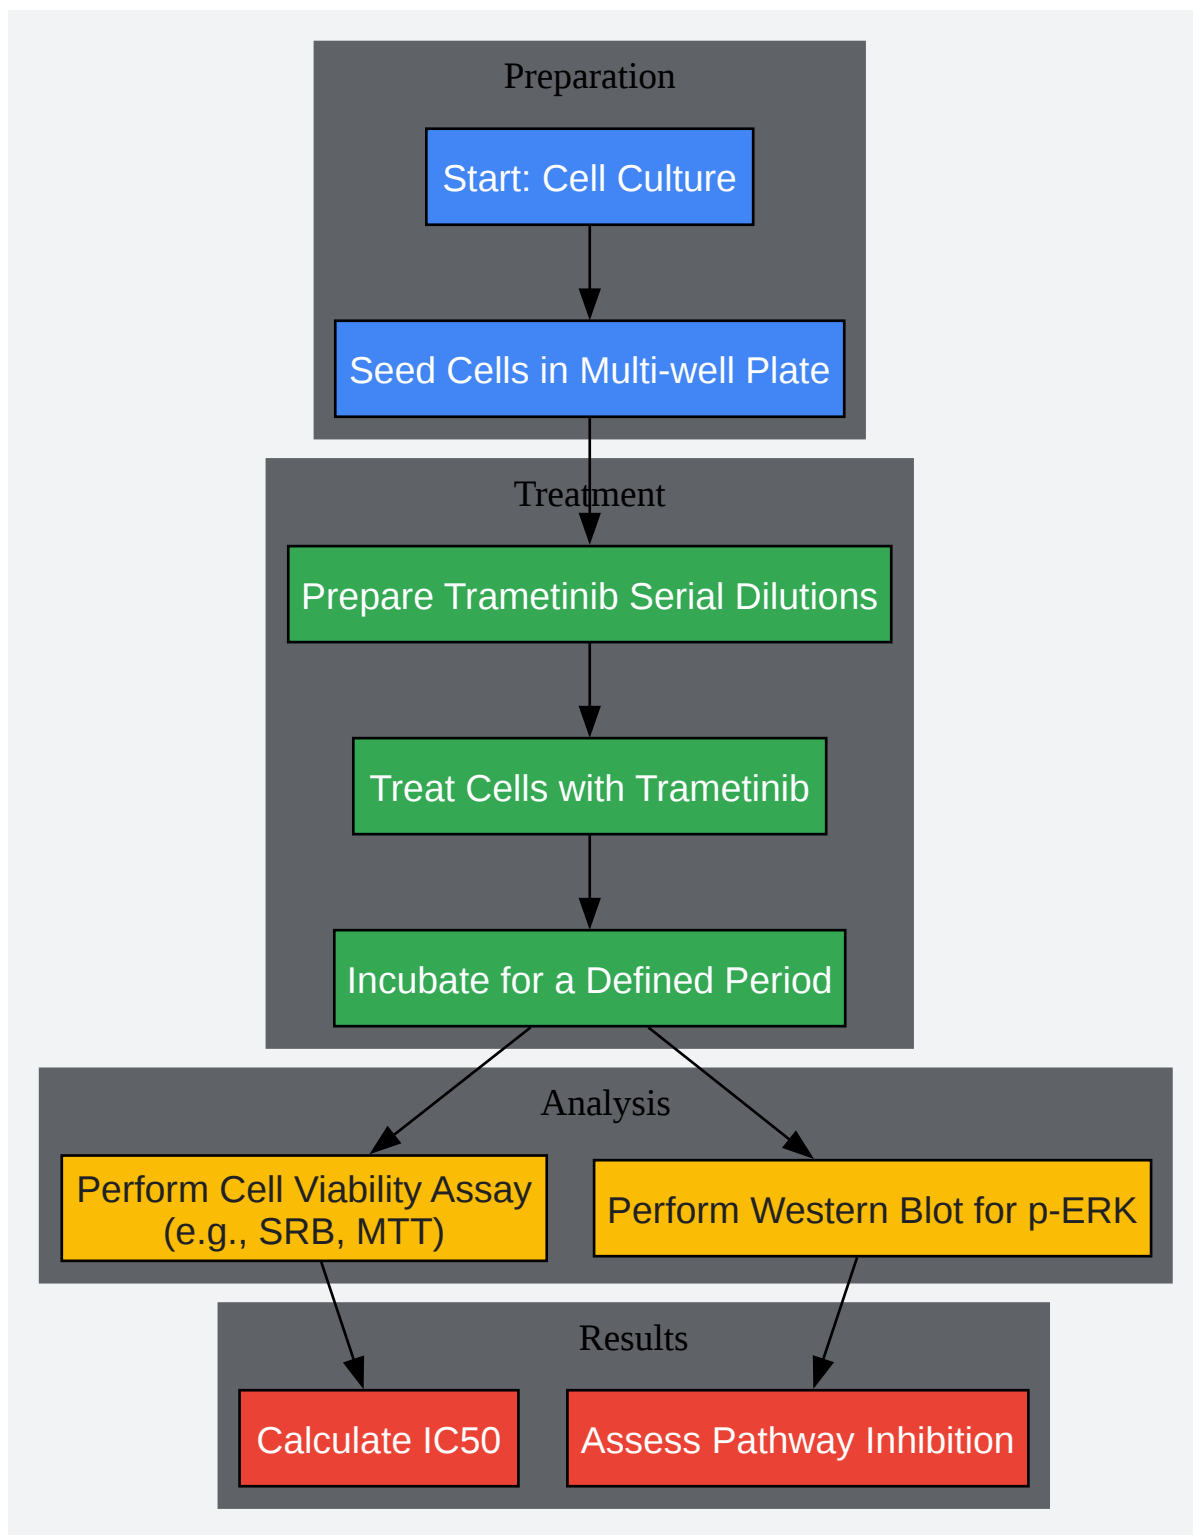 Preparation
Start: Cell Culture
Seed Cells in Multi-well Plate
Treatment
Prepare Trametinib Serial Dilutions
Treat Cells with Trametinib
Incubate for a Defined Period
Analysis
Perform Cell Viability Assay
(e.g., SRB, MTT)
Perform Western Blot for p-ERK
Results
Calculate IC50
Assess Pathway Inhibition